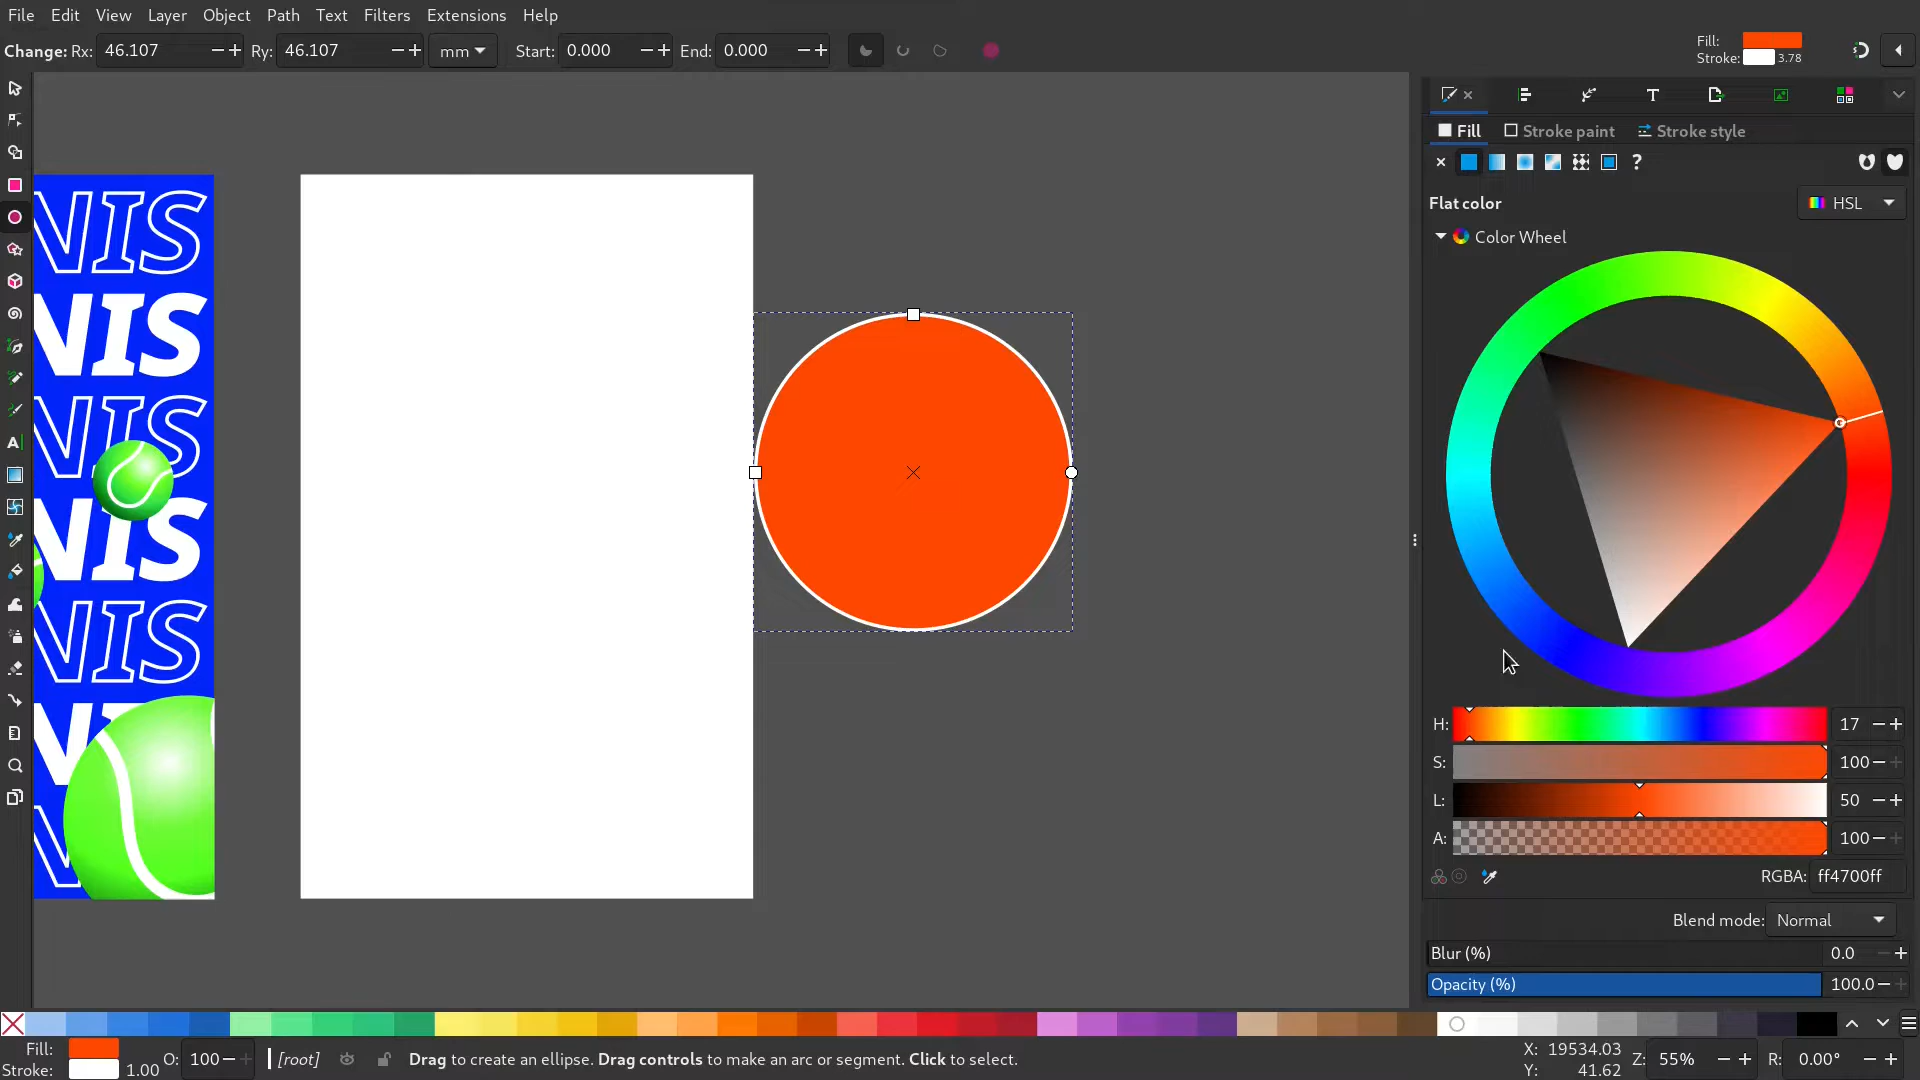 File Edit View Layer Object Path Text Filters Extensions Help
Change: Rx: 46.107 Ry: 46.107 mm Start: 0.000 End: 0.000
Fill:
Stroke: 3.78
Fill Stroke paint Stroke style
Flat color HSL
Color Wheel
NIS
NIS
NIS
NIS
NIS
H: 17
S: 100
L: 50
A: 100
RGBA: ff4700ff
Blend mode: Normal
Blur (%) 0.0
Opacity (%) 100.0
Fill: O: 100 [root] Drag to create an ellipse. Drag controls to make an arc or segment. Click to select. X: 19534.03 Z: 55% R: 0.00°
Stroke: 1.00 Y: 41.62